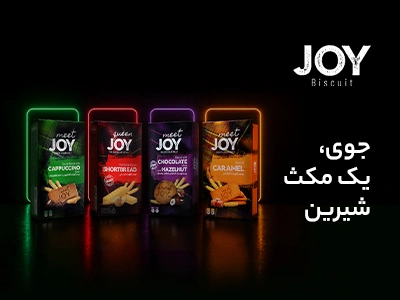 JOY
Biscuit
جوی،
یک مکث
شیرین
meet
JOY
CAPPUCCINO
queen
JOY
SHORTBREAD
meet
JOY
CHOCOLATE
HAZELNUT
meet
JOY
CARAMEL